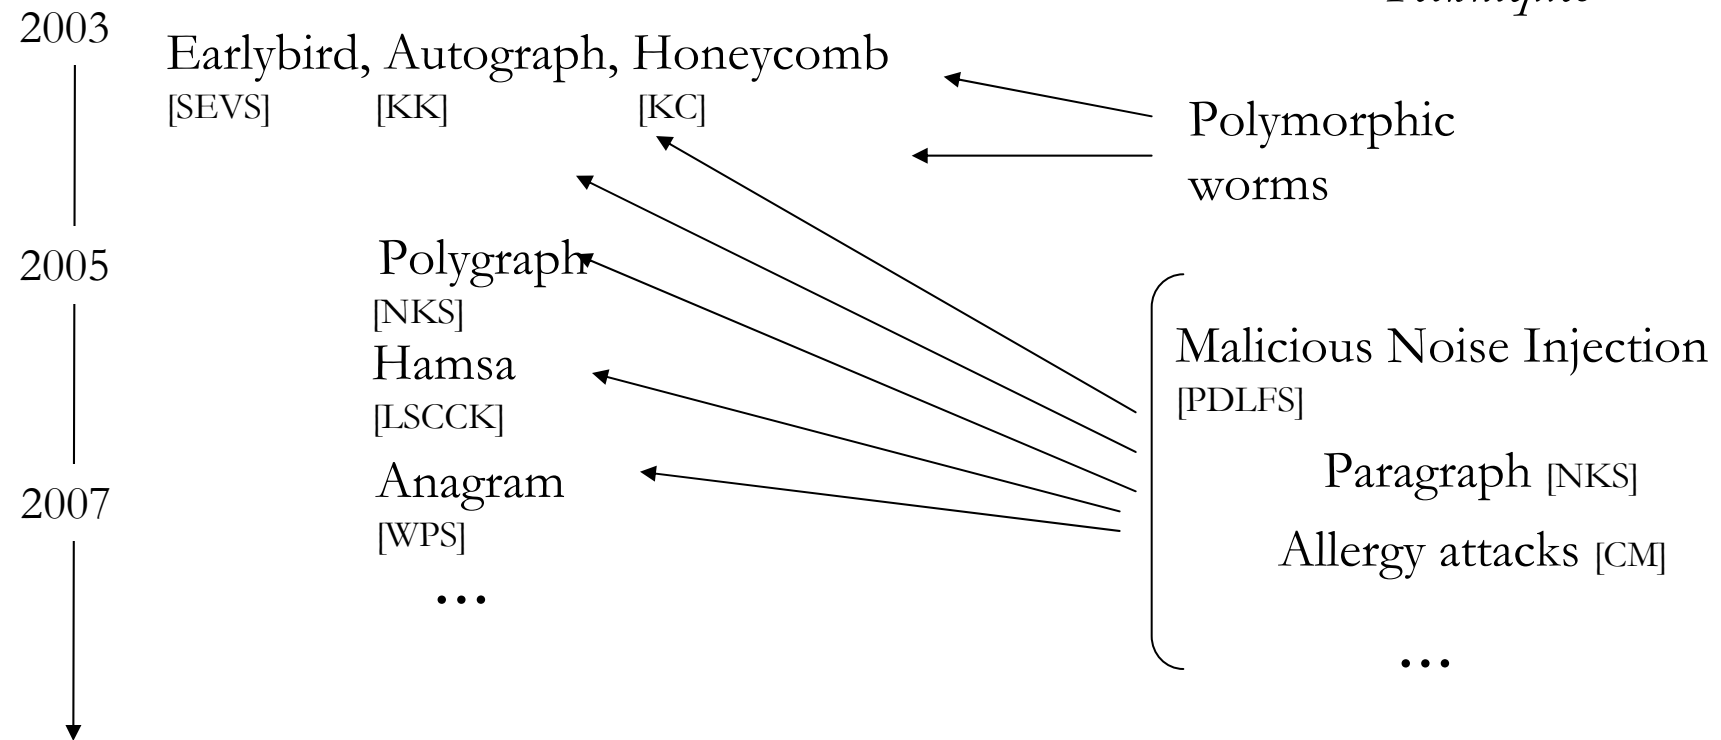 2003
Earlybird, Autograph, Honeycomb
[SEVS] [KK] [KC]
Polymorphic
worms
2005
Polygraph
[NKS]
Hamsa
[LSCCK]
Malicious Noise Injection
[PDLFS]
Paragraph [NKS]
2007
Anagram
[WPS]
Allergy attacks [CM]
...
...